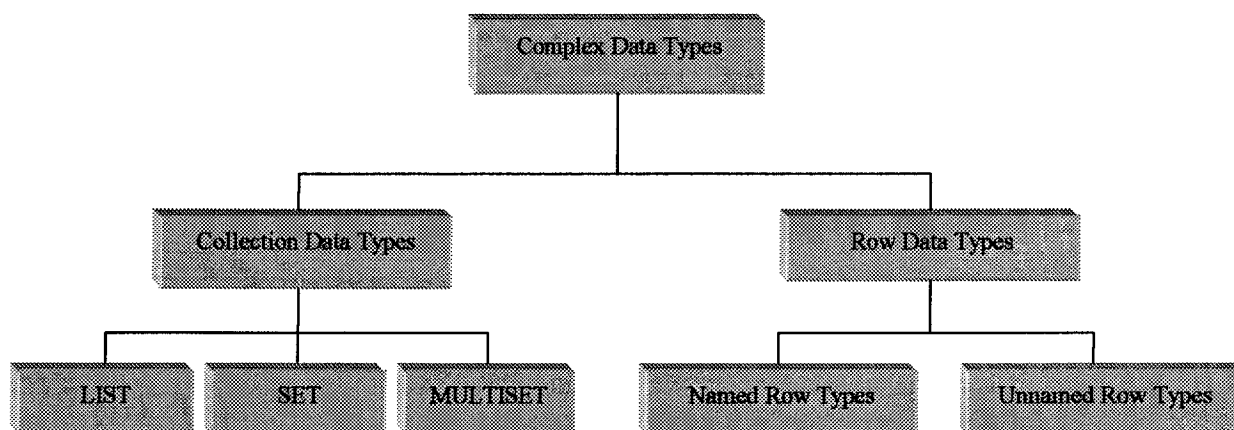 Complex Data Types
Collection Data Types
Row Data Types
LIST
SET
MULTISET
Named Row Types
Unnamed Row Types